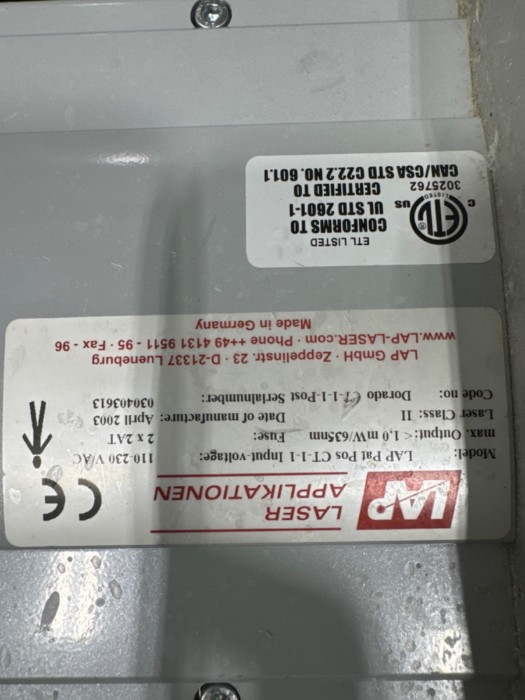 LAP
LASER
APPLIKATIONEN
CE
Model: LAP Pat Pos CT-1-1 Input-voltage: 110-230 V/AC
max. Output: < 1,0 mW/635nm Fuse: 2 x 2AT
Laser Class: II Date of manufacture: April 2003
Code no: Dorado CT-1-1-Post Serialnumber: 030403613
LAP GmbH · Zeppelinstr. 23 · D-21337 Lueneburg
www.LAP-LASER.com · Phone ++49 4131 9511 - 95 · Fax - 96
Made in Germany
ETL LISTED
CONFORMS TO
UL STD 2601-1
CERTIFIED TO
CAN/CSA STD C22.2 NO. 601.1
C ETL US
LISTED
3025762